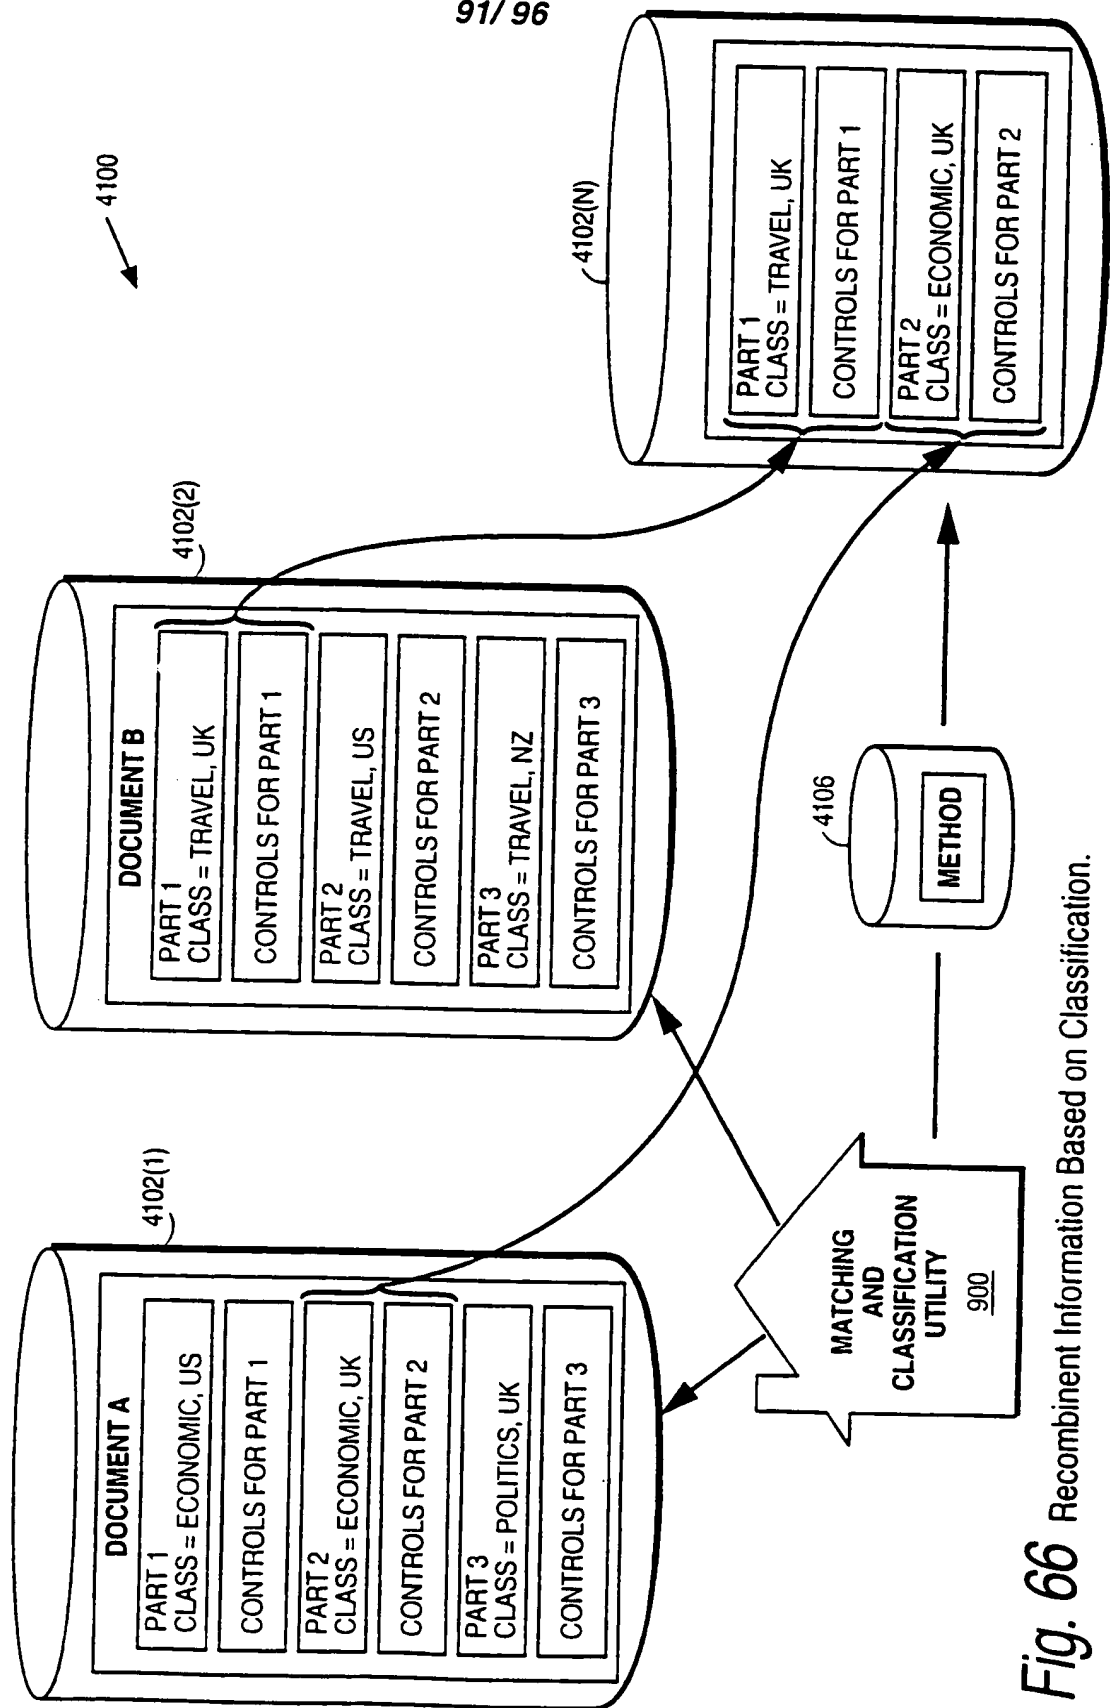 91/96
4100
4102(1)
DOCUMENT A
PART 1
CLASS = ECONOMIC, US
CONTROLS FOR PART 1
PART 2
CLASS = ECONOMIC, UK
CONTROLS FOR PART 2
PART 3
CLASS = POLITICS, UK
CONTROLS FOR PART 3
4102(2)
DOCUMENT B
PART 1
CLASS = TRAVEL, UK
CONTROLS FOR PART 1
PART 2
CLASS = TRAVEL, US
CONTROLS FOR PART 2
PART 3
CLASS = TRAVEL, NZ
CONTROLS FOR PART 3
4102(N)
PART 1
CLASS = TRAVEL, UK
CONTROLS FOR PART 1
PART 2
CLASS = ECONOMIC, UK
CONTROLS FOR PART 2
MATCHING
AND
CLASSIFICATION
UTILITY
900
4106
METHOD
Fig. 66 Recombinent Information Based on Classification.